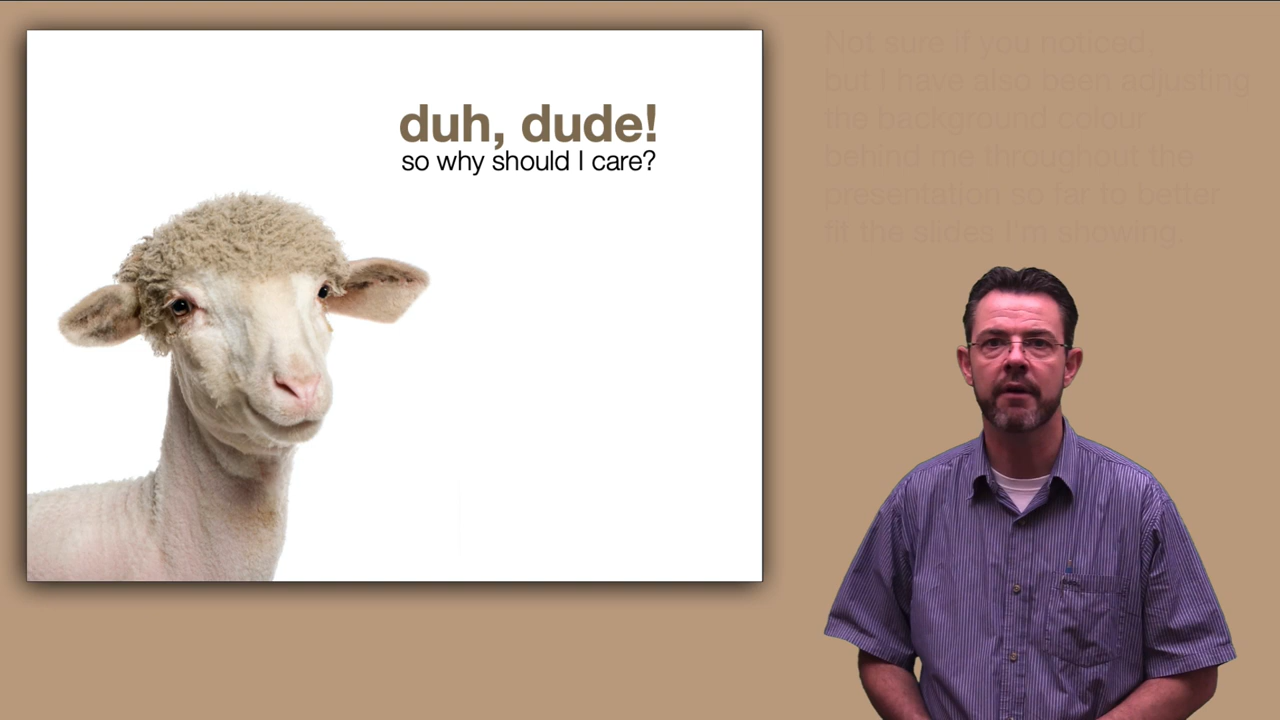 duh, dude!
so why should I care?
Not sure if you noticed,
but I have also been adjusting
the background colour
behind me throughout the
presentation so far to better
fit the slides I'm showing.